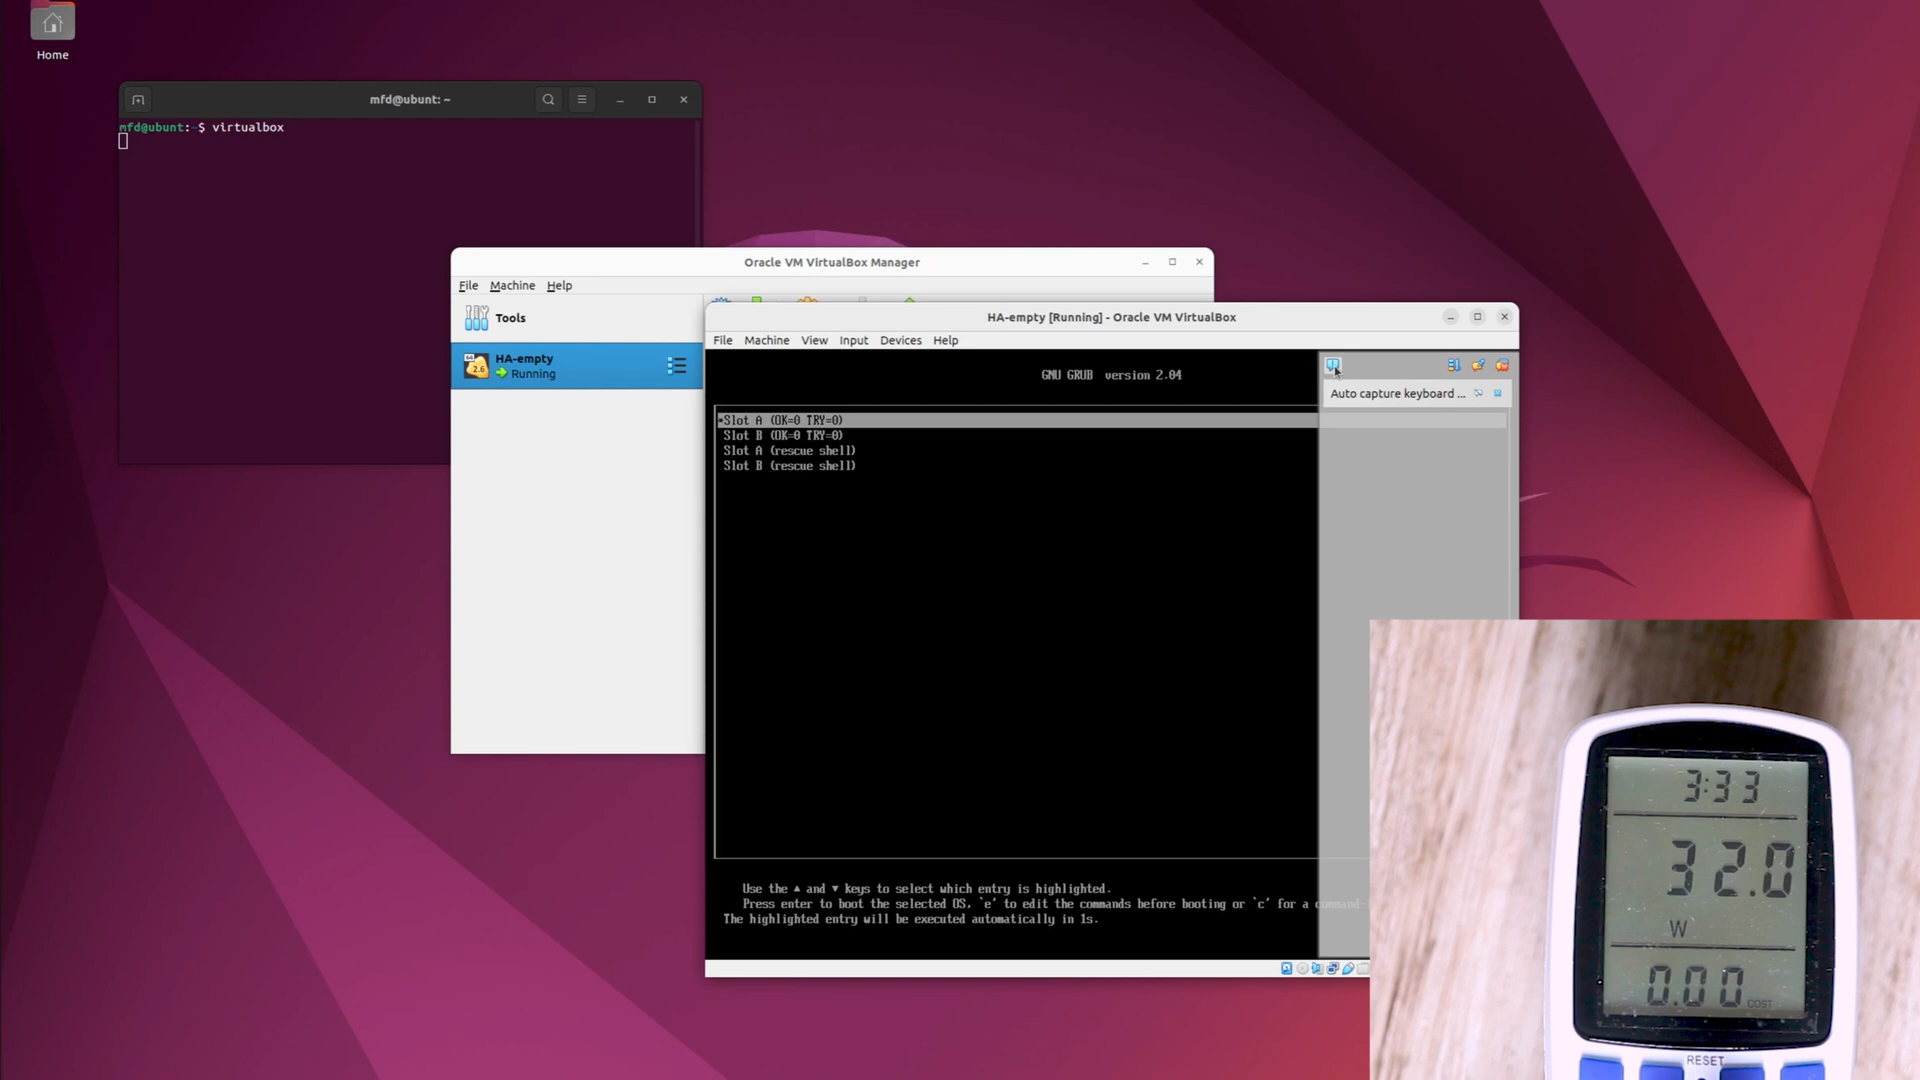 Home
mfd@ubunt: ~
mfd@ubunt:~$ virtualbox
Oracle VM VirtualBox Manager
File Machine Help
Tools
64
2.6
HA-empty
Running
HA-empty [Running] - Oracle VM VirtualBox
File Machine View Input Devices Help
GNU GRUB version 2.04
Auto capture keyboard ...
*Slot A (OK=0 TRY=0)
Slot B (OK=0 TRY=0)
Slot A (rescue shell)
Slot B (rescue shell)
Use the ▲ and ▼ keys to select which entry is highlighted.
Press enter to boot the selected OS, `e' to edit the commands before booting or `c' for a command-l
The highlighted entry will be executed automatically in 1s.
3:33
32.0
W
0.00 COST
RESET